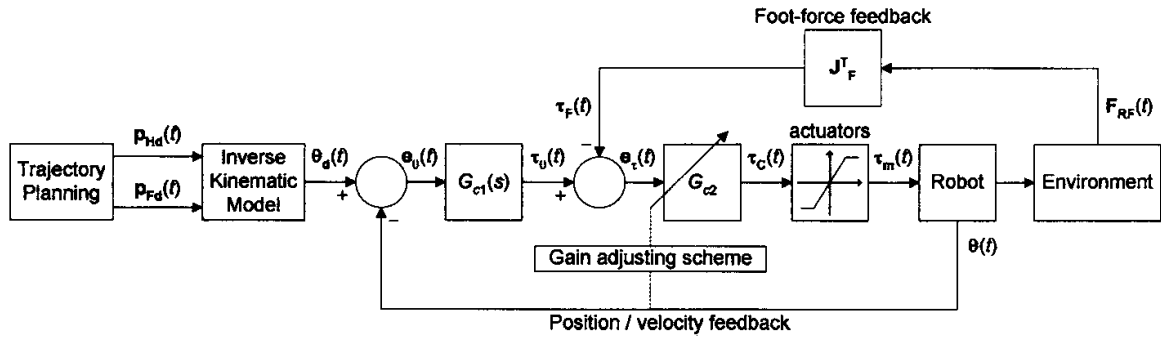 Foot-force feedback
J^T_F
τ_F(t)
F_RF(t)
p_Hd(t)
actuators
Trajectory
Planning
Inverse
Kinematic
Model
θ_d(t)
e_θ(t)
G_c1(s)
τ_θ(t)
e_τ(t)
G_c2
τ_C(t)
τ_m(t)
Robot
Environment
p_Fd(t)
+
−
+
−
Gain adjusting scheme
θ(t)
Position / velocity feedback